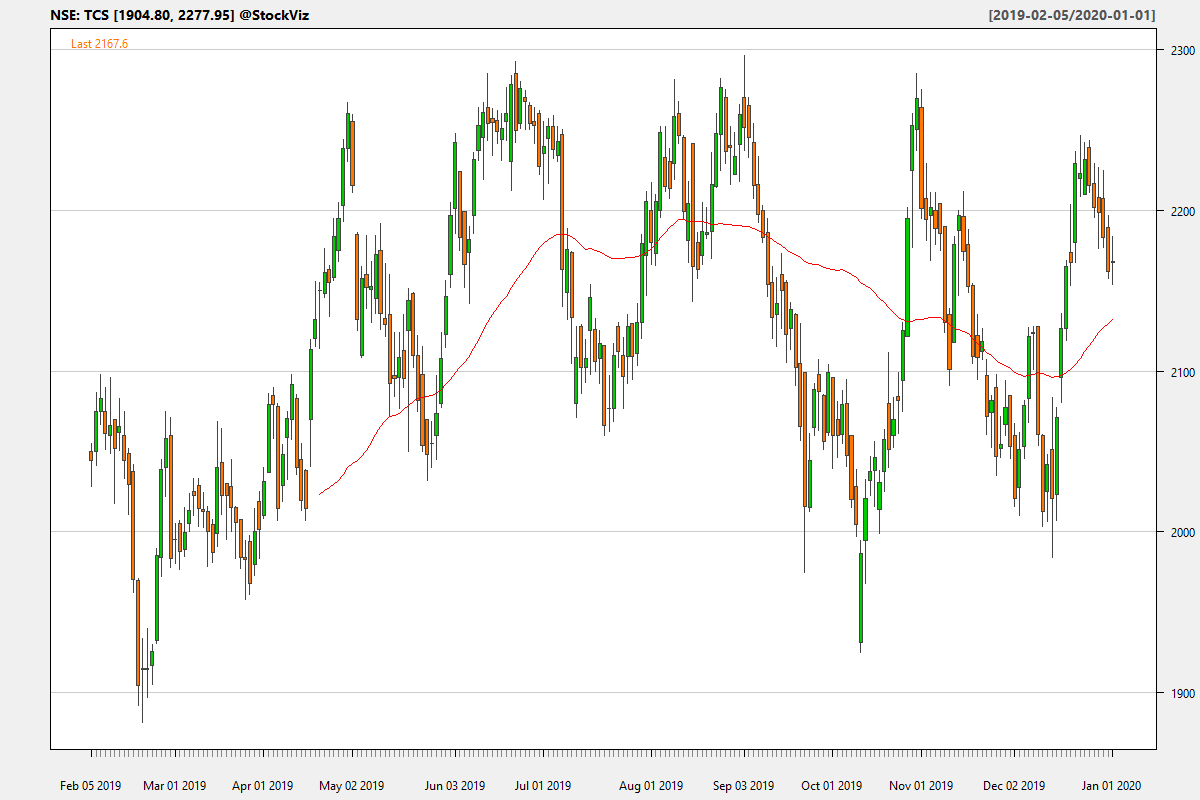 NSE: TCS [1904.80, 2277.95] @StockViz
[2019-02-05/2020-01-01]
Last 2167.6
2300
2200
2100
2000
1900
Feb 05 2019 Mar 01 2019 Apr 01 2019 May 02 2019 Jun 03 2019 Jul 01 2019 Aug 01 2019 Sep 03 2019 Oct 01 2019 Nov 01 2019 Dec 02 2019 Jan 01 2020